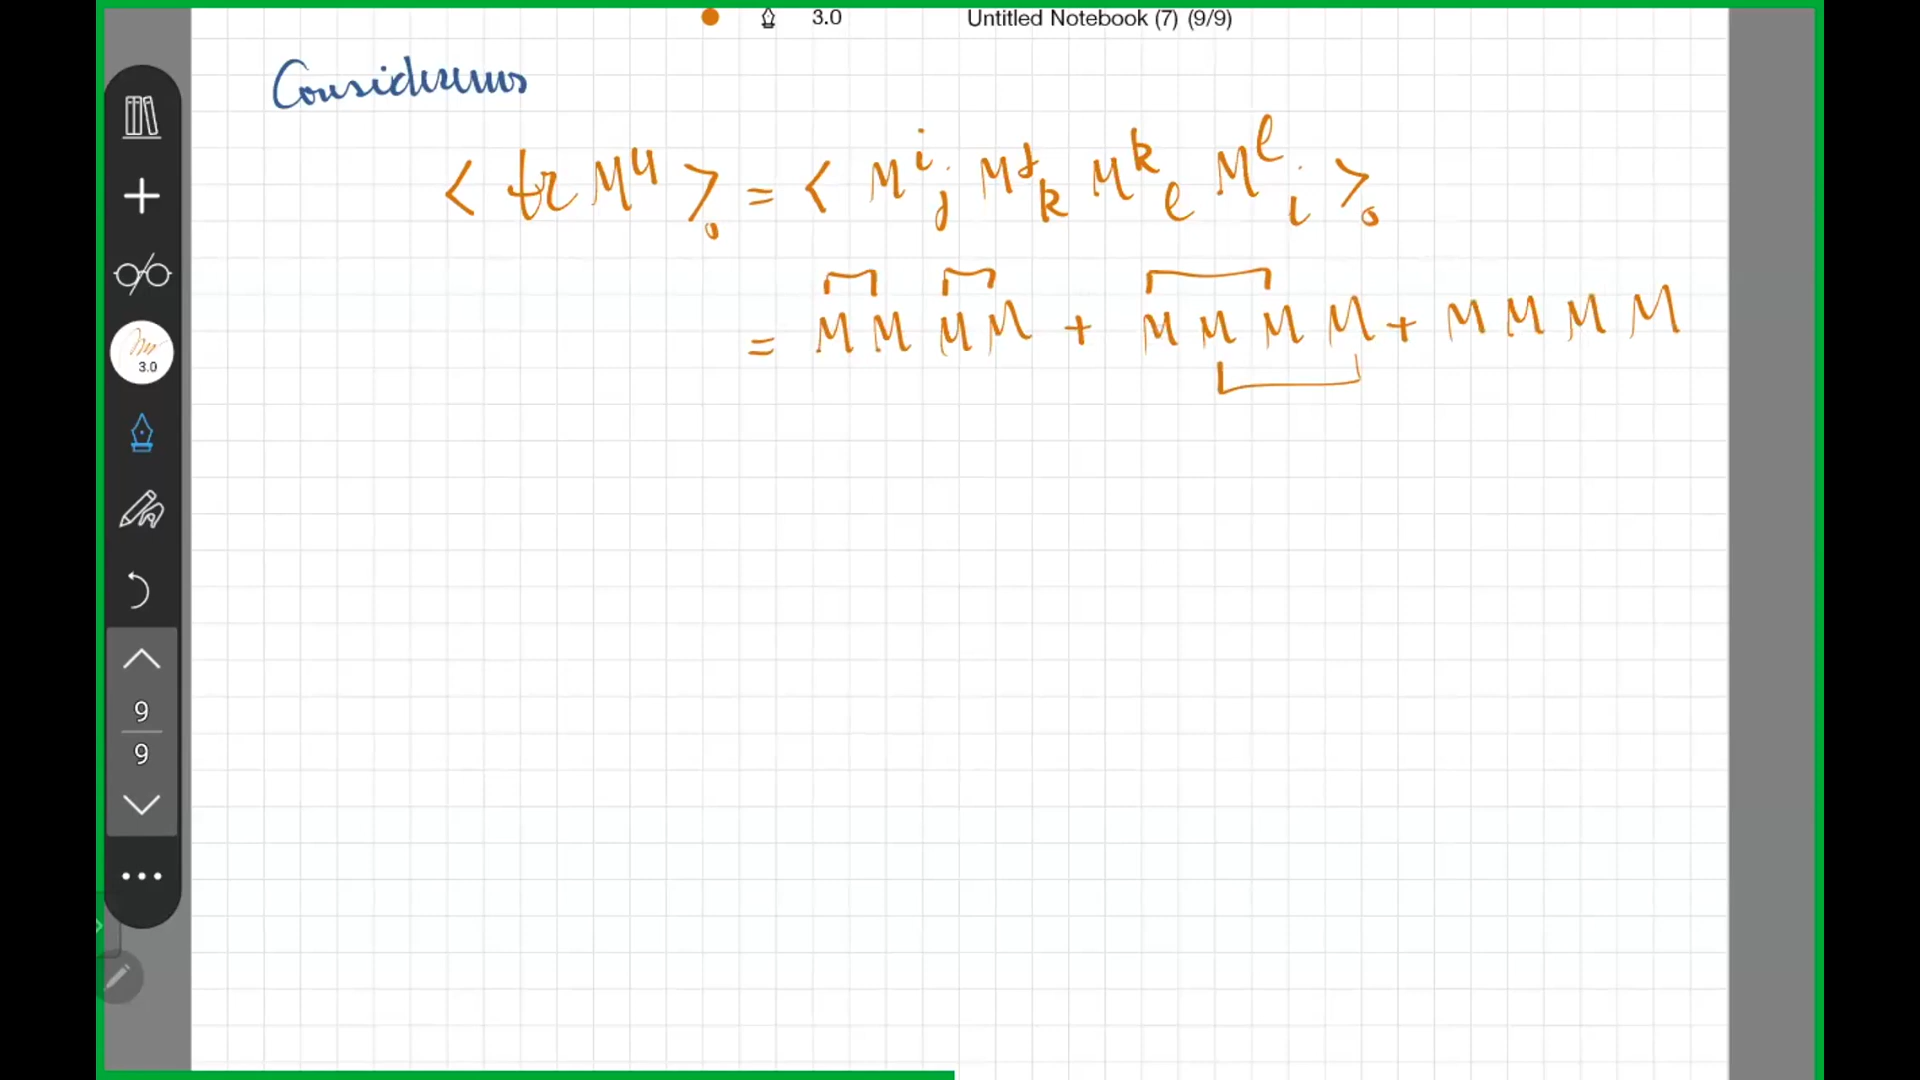 3.0 Untitled Notebook (7) (9/9)
Consideremos
< tr M⁴ >₀ = < Mⁱⱼ Mʲₖ Mᵏₗ Mˡᵢ >₀
= M M M M + M M M M + M M M M
3.0
9
9